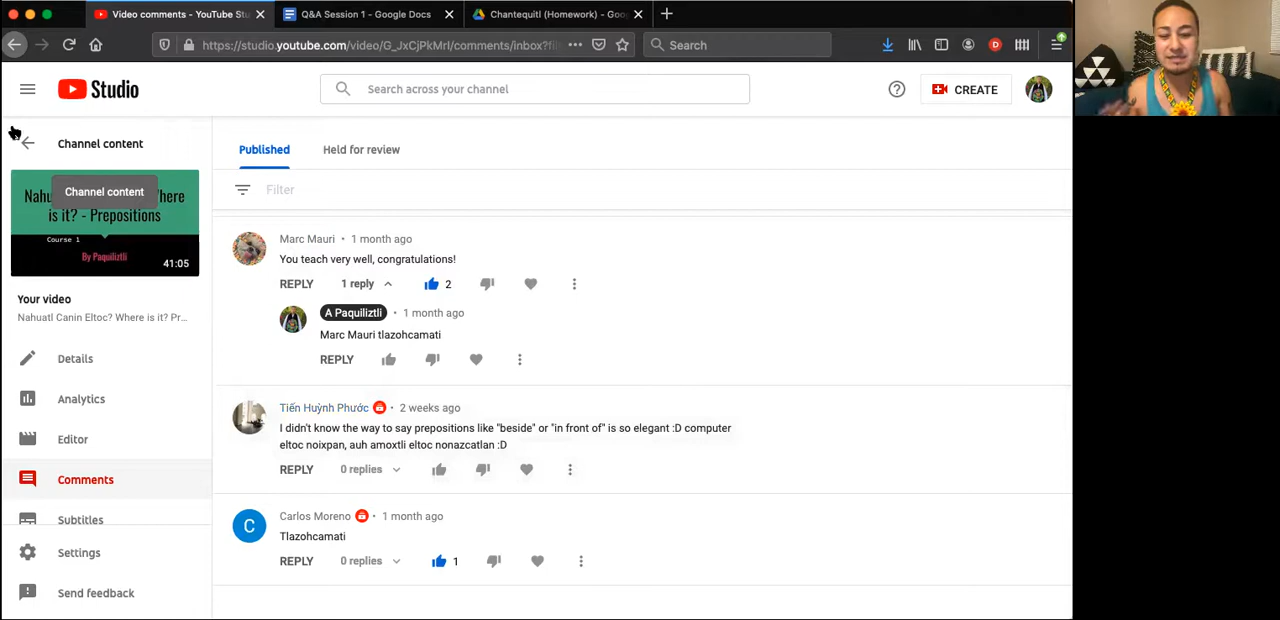 Video comments - YouTube Stu
Q&A Session 1 - Google Docs
Chantequitl (Homework) - Goo
https://studio.youtube.com/video/G_JxCjPkMrI/comments/inbox?fi
Search
Studio
Search across your channel
CREATE
Channel content
Published
Held for review
Filter
Channel content
is it? - Prepositions
Course 1
By Paquiliztli
41:05
Your video
Nahuatl Canin Eltoc? Where is it? Pr...
Details
Analytics
Editor
Comments
Subtitles
Settings
Send feedback
Marc Mauri • 1 month ago
You teach very well, congratulations!
REPLY 1 reply 2
A Paquiliztli • 1 month ago
Marc Mauri tlazohcamati
REPLY
Tiến Huỳnh Phước • 2 weeks ago
I didn't know the way to say prepositions like "beside" or "in front of" is so elegant :D computer
eltoc noixpan, auh amoxtli eltoc nonazcatlan :D
REPLY 0 replies
C
Carlos Moreno • 1 month ago
Tlazohcamati
REPLY 0 replies 1